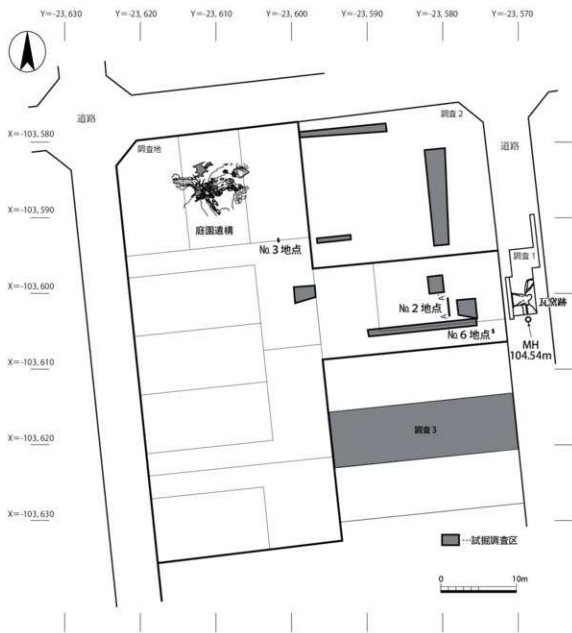 Y=-23.630 Y=-23.620 Y=-23.610 Y=-23.600 Y=-23.590 Y=-23.580 Y=-23.570
X=-103.580
X=-103.590
X=-103.600
X=-103.610
X=-103.620
X=-103.630
道路
調査地
調査2
道路
庭園遺構
No.3 地点
調査1
瓦窯跡
No.2 地点
A
A'
No.6 地点
MH
104.54m
調査3
…試掘調査区
0 10m